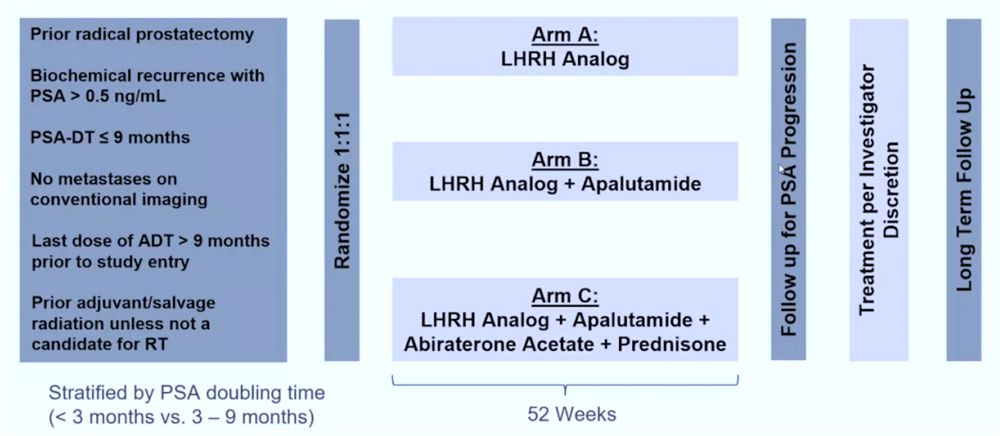 Prior radical prostatectomy
Biochemical recurrence with
PSA > 0.5 ng/mL
PSA-DT ≤ 9 months
No metastases on
conventional imaging
Last dose of ADT > 9 months
prior to study entry
Prior adjuvant/salvage
radiation unless not a
candidate for RT
Stratified by PSA doubling time
(< 3 months vs. 3 – 9 months)
Randomize 1:1:1
Arm A:
LHRH Analog
Arm B:
LHRH Analog + Apalutamide
Arm C:
LHRH Analog + Apalutamide +
Abiraterone Acetate + Prednisone
52 Weeks
Follow up for PSA Progression
Treatment per Investigator
Discretion
Long Term Follow Up